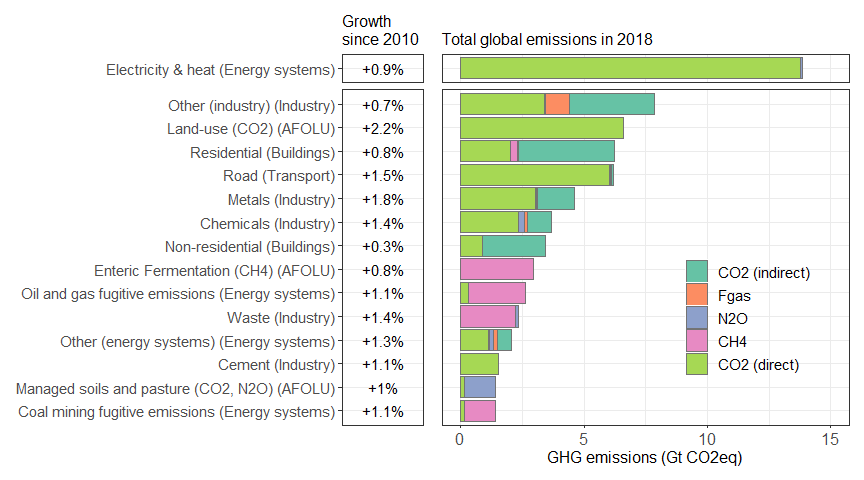 Growth
since 2010
Total global emissions in 2018
Electricity & heat (Energy systems) +0.9%
Other (industry) (Industry) +0.7%
Land-use (CO2) (AFOLU) +2.2%
Residential (Buildings) +0.8%
Road (Transport) +1.5%
Metals (Industry) +1.8%
Chemicals (Industry) +1.4%
Non-residential (Buildings) +0.3%
Enteric Fermentation (CH4) (AFOLU) +0.8%
Oil and gas fugitive emissions (Energy systems) +1.1%
Waste (Industry) +1.4%
Other (energy systems) (Energy systems) +1.3%
Cement (Industry) +1.1%
Managed soils and pasture (CO2, N2O) (AFOLU) +1%
Coal mining fugitive emissions (Energy systems) +1.1%
CO2 (indirect)
Fgas
N2O
CH4
CO2 (direct)
0 5 10 15
GHG emissions (Gt CO2eq)